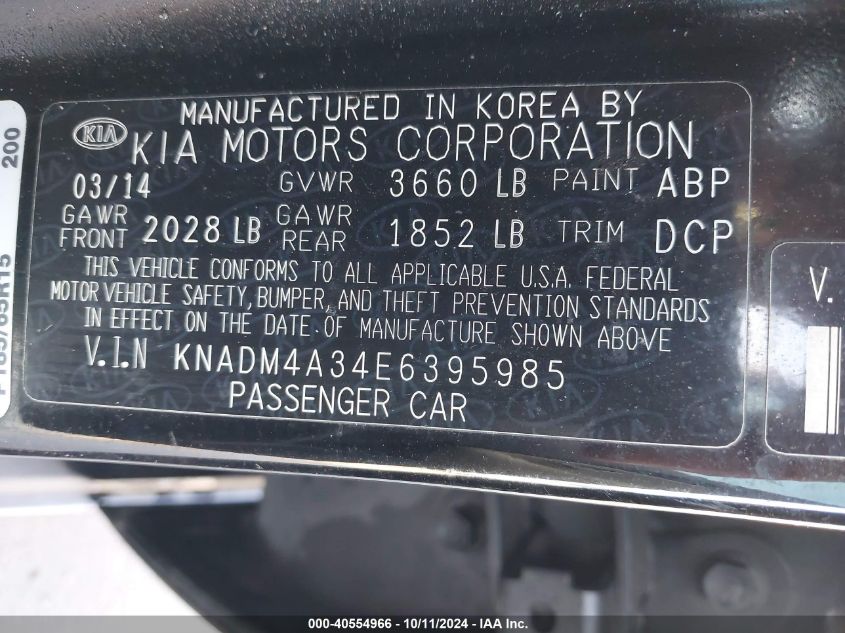 MANUFACTURED IN KOREA BY
KIA
KIA MOTORS CORPORATION
03/14 GVWR 3660 LB PAINT ABP
GAWR FRONT 2028 LB GAWR REAR 1852 LB TRIM DCP
THIS VEHICLE CONFORMS TO ALL APPLICABLE U.S.A. FEDERAL
MOTOR VEHICLE SAFETY, BUMPER, AND THEFT PREVENTION STANDARDS
IN EFFECT ON THE DATE OF MANUFACTURE SHOWN ABOVE
V.I.N KNADM4A34E6395985
PASSENGER CAR
200
V.
000-40554966 - 10/11/2024 - IAAI, Inc.